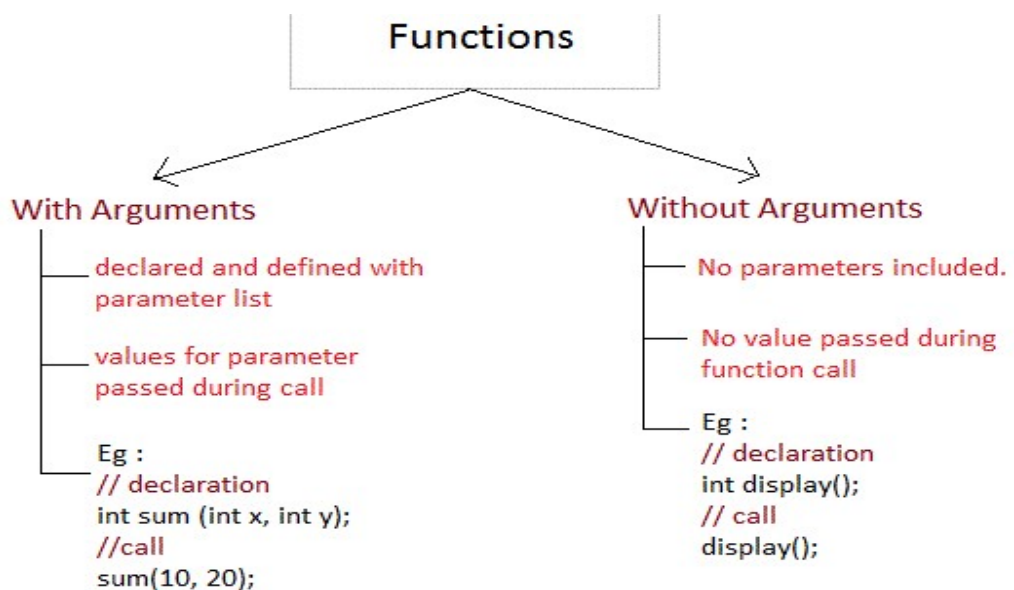 Functions
With Arguments
declared and defined with
parameter list
values for parameter
passed during call
Eg :
// declaration
int sum (int x, int y);
//call
sum(10, 20);
Without Arguments
No parameters included.
No value passed during
function call
Eg :
// declaration
int display();
// call
display();